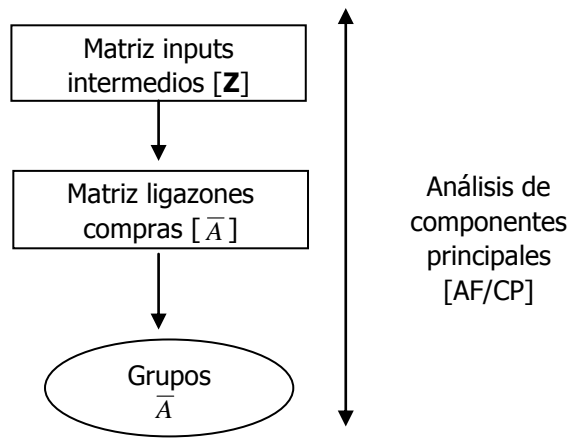 Matriz inputs
intermedios [Z]
Matriz ligazones
compras [ A̅ ]
Grupos
A̅
Análisis de
componentes
principales
[AF/CP]